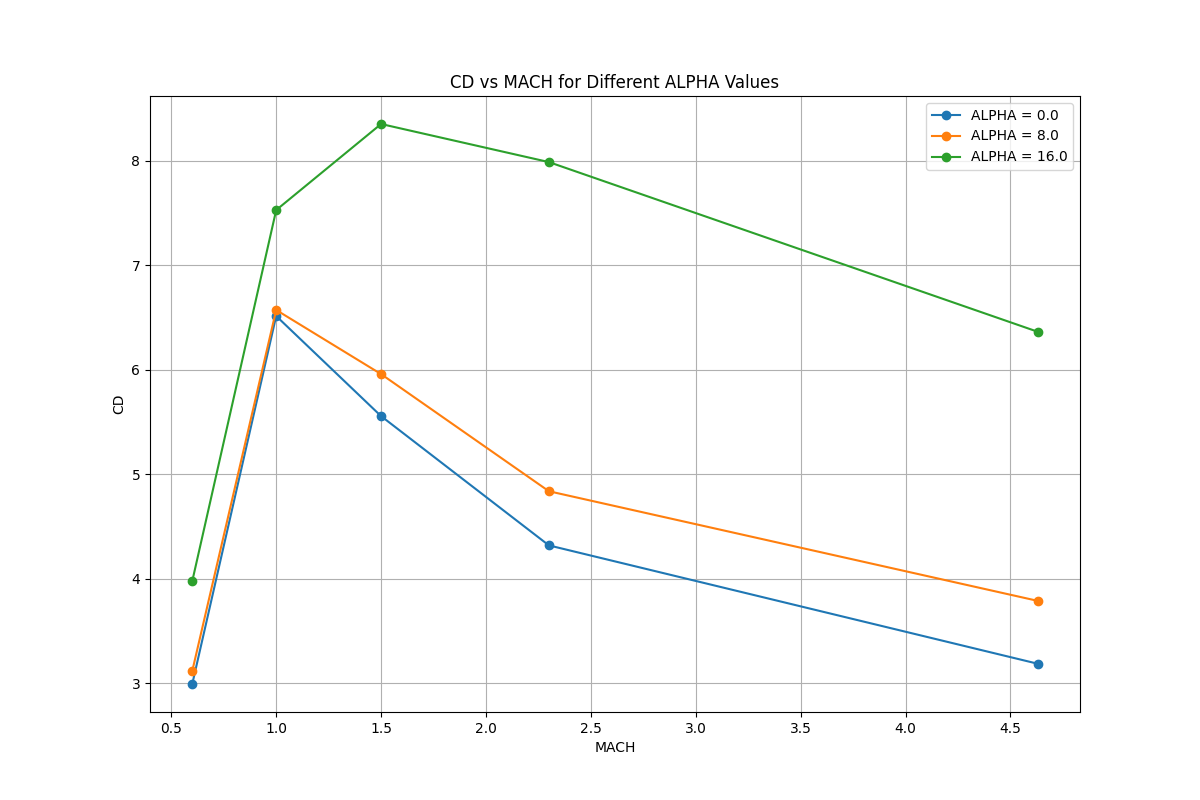 CD vs MACH for Different ALPHA Values
ALPHA = 0.0
ALPHA = 8.0
ALPHA = 16.0
8
7
6
5
4
3
CD
0.5 1.0 1.5 2.0 2.5 3.0 3.5 4.0 4.5
MACH